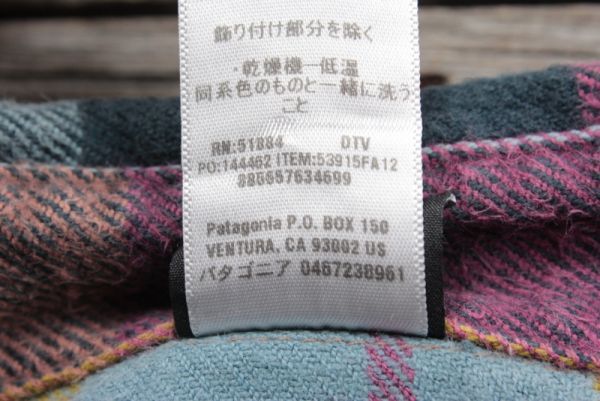 飾り付け部分を除く
・乾燥機一低温
同系色のものと一緒に洗う
こと
RN:51884 DTV
PO:144462 ITEM:53915FA12
885657634699
Patagonia P.O. BOX 150
VENTURA, CA 93002 US
パタゴニア 0467238961